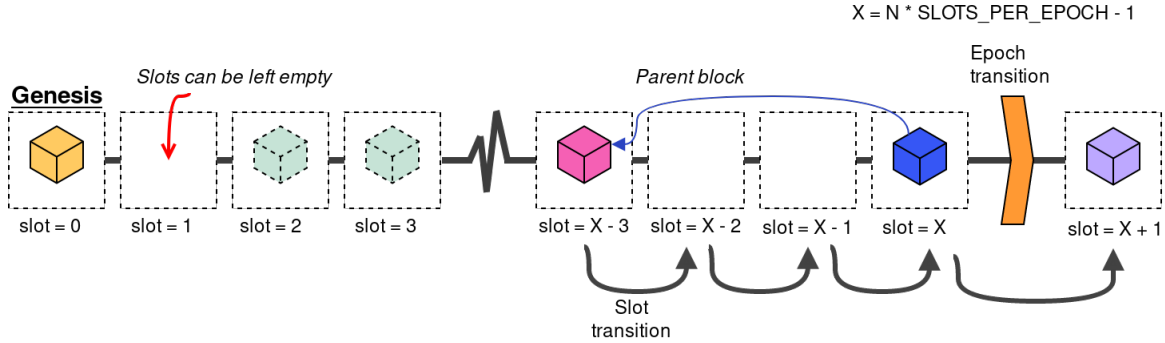 X = N * SLOTS_PER_EPOCH - 1
Slots can be left empty
Parent block
Epoch
transition
Genesis
slot = 0
slot = 1
slot = 2
slot = 3
slot = X - 3
slot = X - 2
slot = X - 1
slot = X
slot = X + 1
Slot
transition